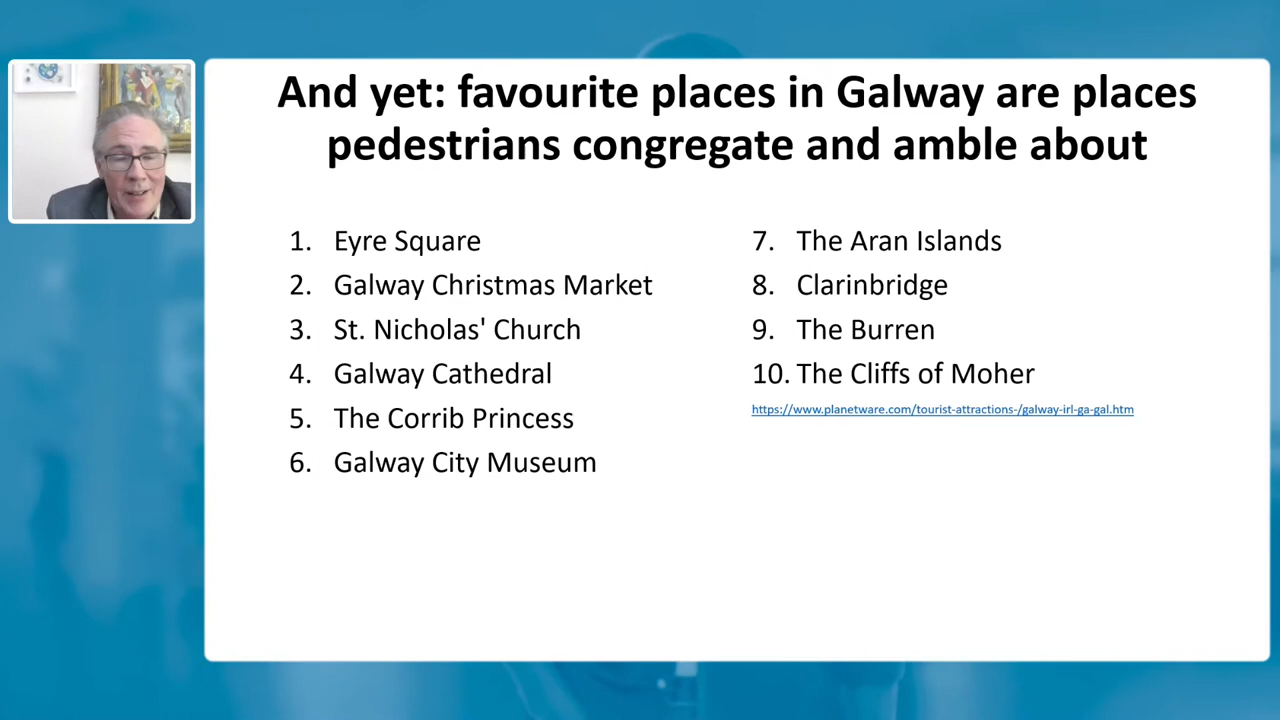 And yet: favourite places in Galway are places
pedestrians congregate and amble about
1. Eyre Square
2. Galway Christmas Market
3. St. Nicholas' Church
4. Galway Cathedral
5. The Corrib Princess
6. Galway City Museum
7. The Aran Islands
8. Clarinbridge
9. The Burren
10. The Cliffs of Moher
https://www.planetware.com/tourist-attractions-/galway-irl-ga-gal.htm